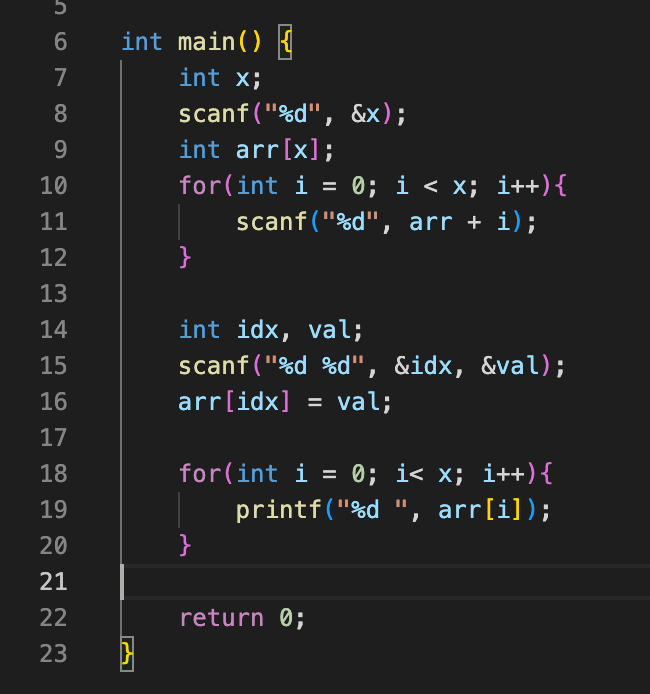 5
6 int main() {
7 int x;
8 scanf("%d", &x);
9 int arr[x];
10 for(int i = 0; i < x; i++){
11 scanf("%d", arr + i);
12 }
13
14 int idx, val;
15 scanf("%d %d", &idx, &val);
16 arr[idx] = val;
17
18 for(int i = 0; i< x; i++){
19 printf("%d ", arr[i]);
20 }
21
22 return 0;
23 }